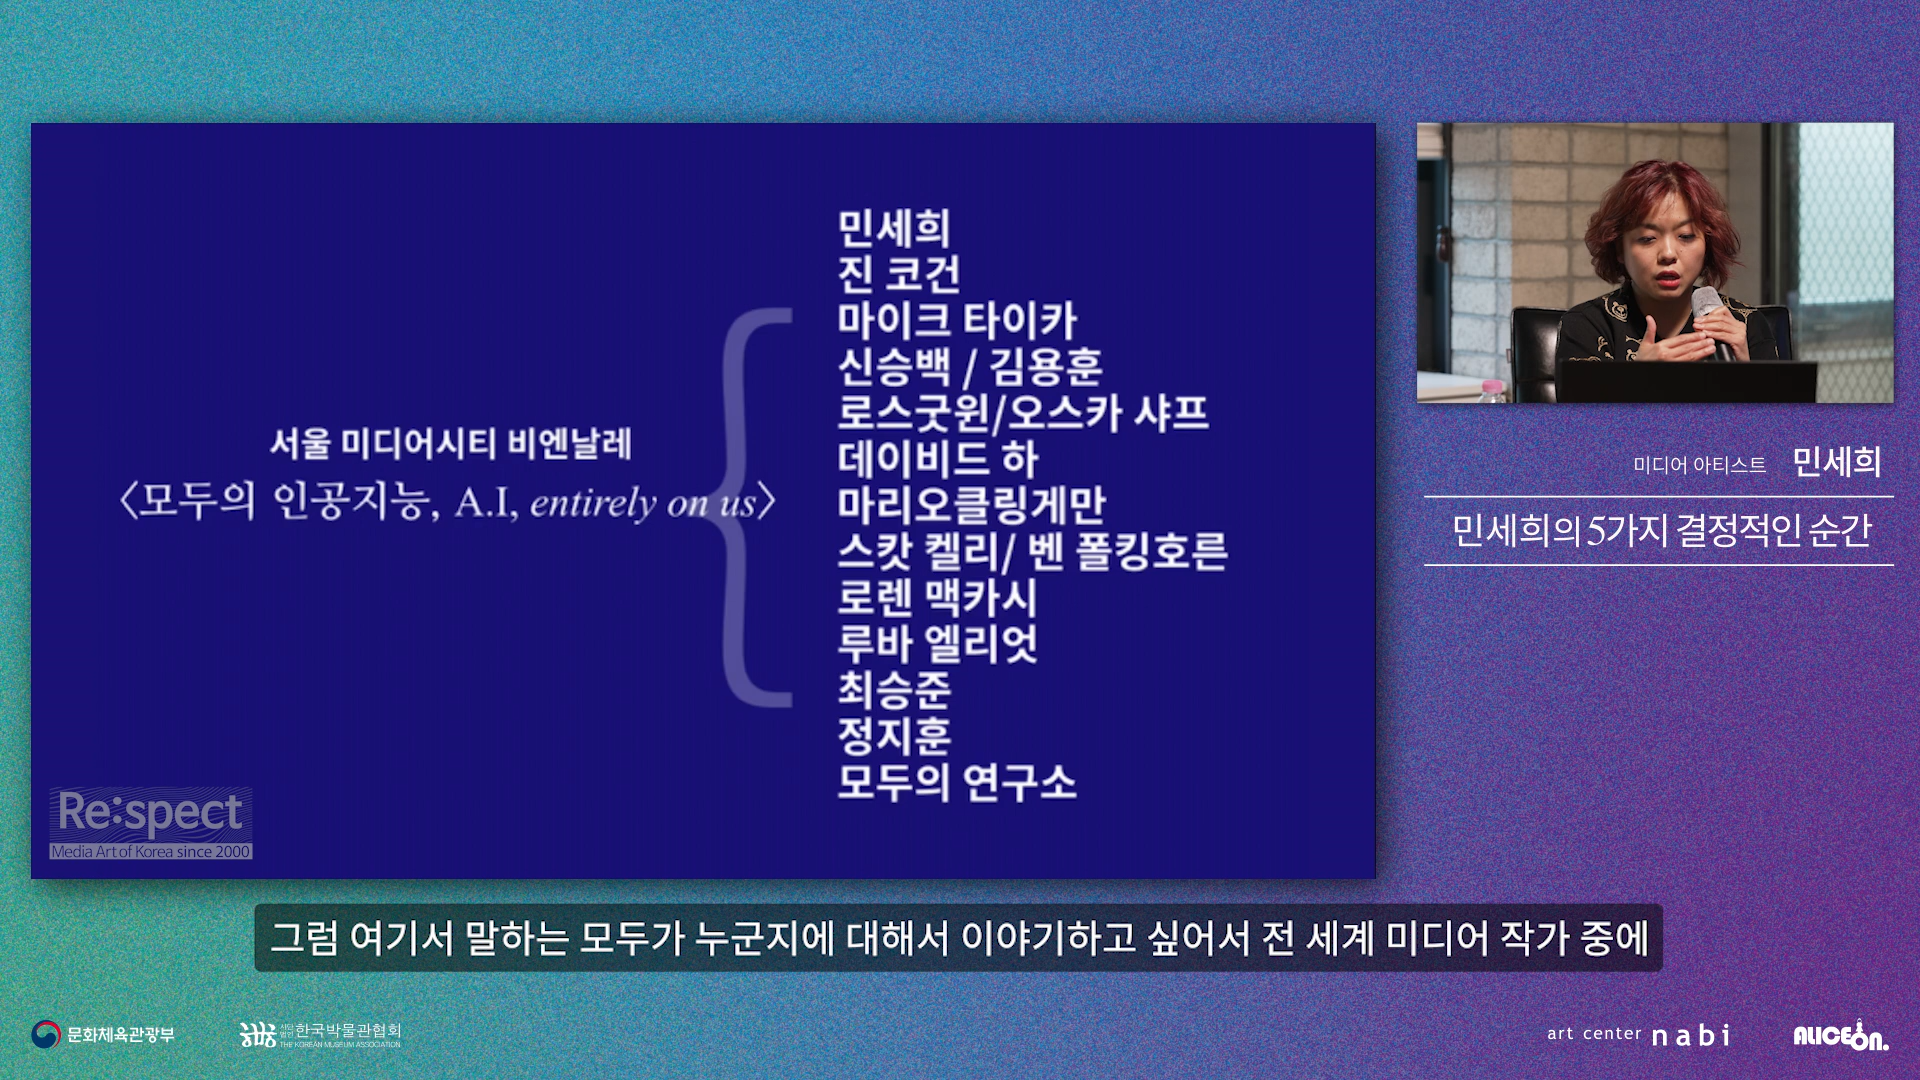 서울 미디어시티 비엔날레
〈모두의 인공지능, A.I, entirely on us〉
민세희
진 코건
마이크 타이카
신승백 / 김용훈
로스굿윈/오스카 샤프
데이비드 하
마리오클링게만
스캇 켈리/ 벤 폴킹호른
로렌 맥카시
루바 엘리엇
최승준
정지훈
모두의 연구소
Re:spect
Media Art of Korea since 2000
미디어 아티스트 민세희
민세희의 5가지 결정적인 순간
그럼 여기서 말하는 모두가 누군지에 대해서 이야기하고 싶어서 전 세계 미디어 작가 중에
문화체육관광부
사단법인 한국박물관협회
THE KOREAN MUSEUM ASSOCIATION
art center nabi
ALICEON.